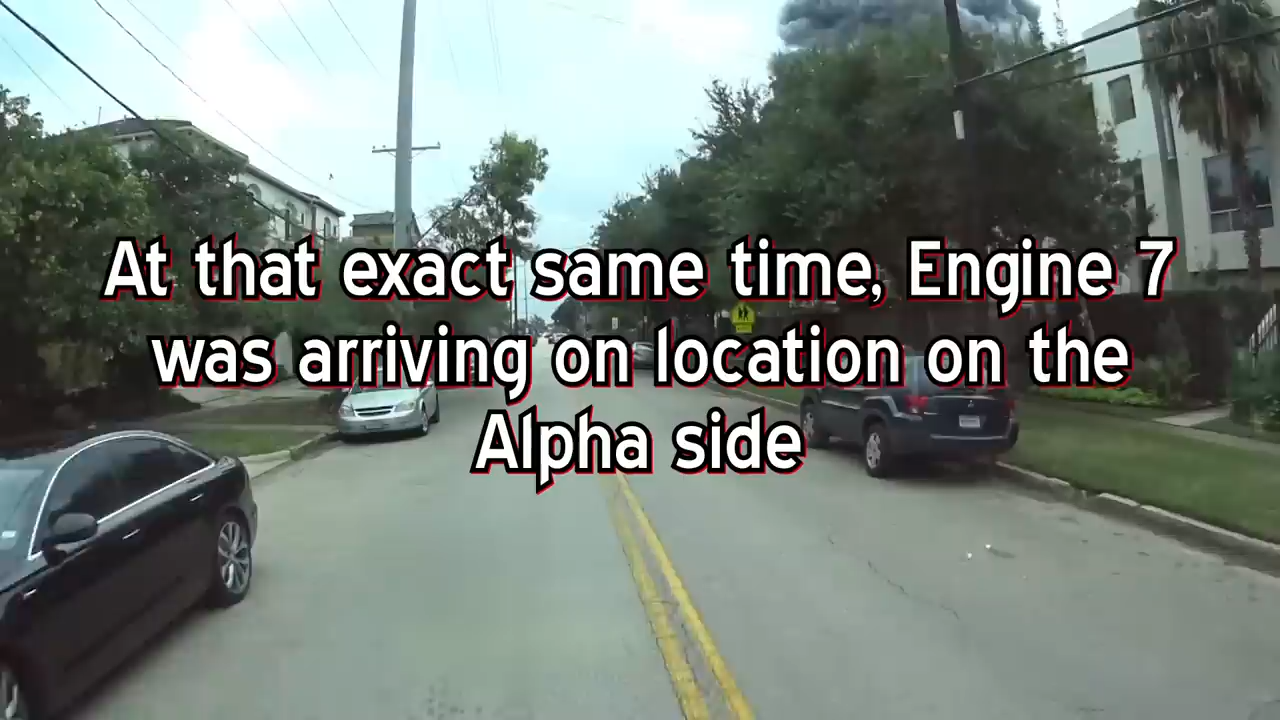 At that exact same time, Engine 7
was arriving on location on the
Alpha side